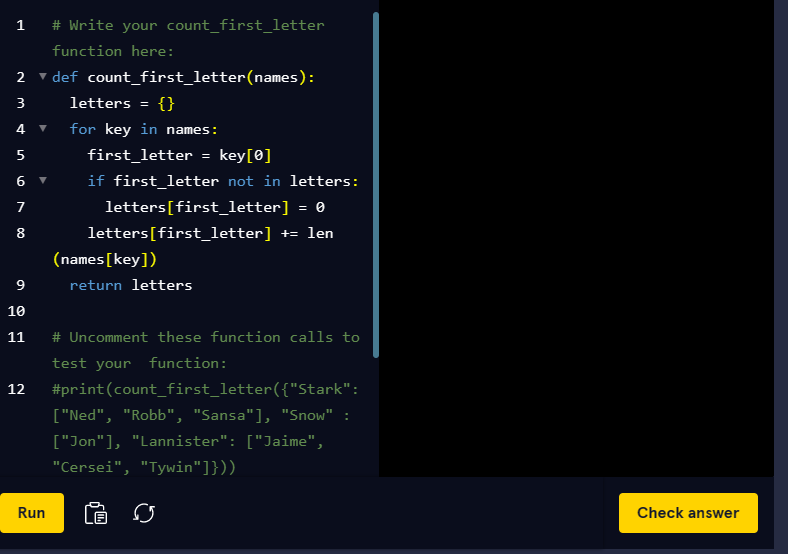 1 # Write your count_first_letter
function here:
2 def count_first_letter(names):
3 letters = {}
4 for key in names:
5 first_letter = key[0]
6 if first_letter not in letters:
7 letters[first_letter] = 0
8 letters[first_letter] += len
(names[key])
9 return letters
10
11 # Uncomment these function calls to
test your  function:
12 #print(count_first_letter({"Stark":
["Ned", "Robb", "Sansa"], "Snow" :
["Jon"], "Lannister": ["Jaime",
"Cersei", "Tywin"]}))
Run Check answer